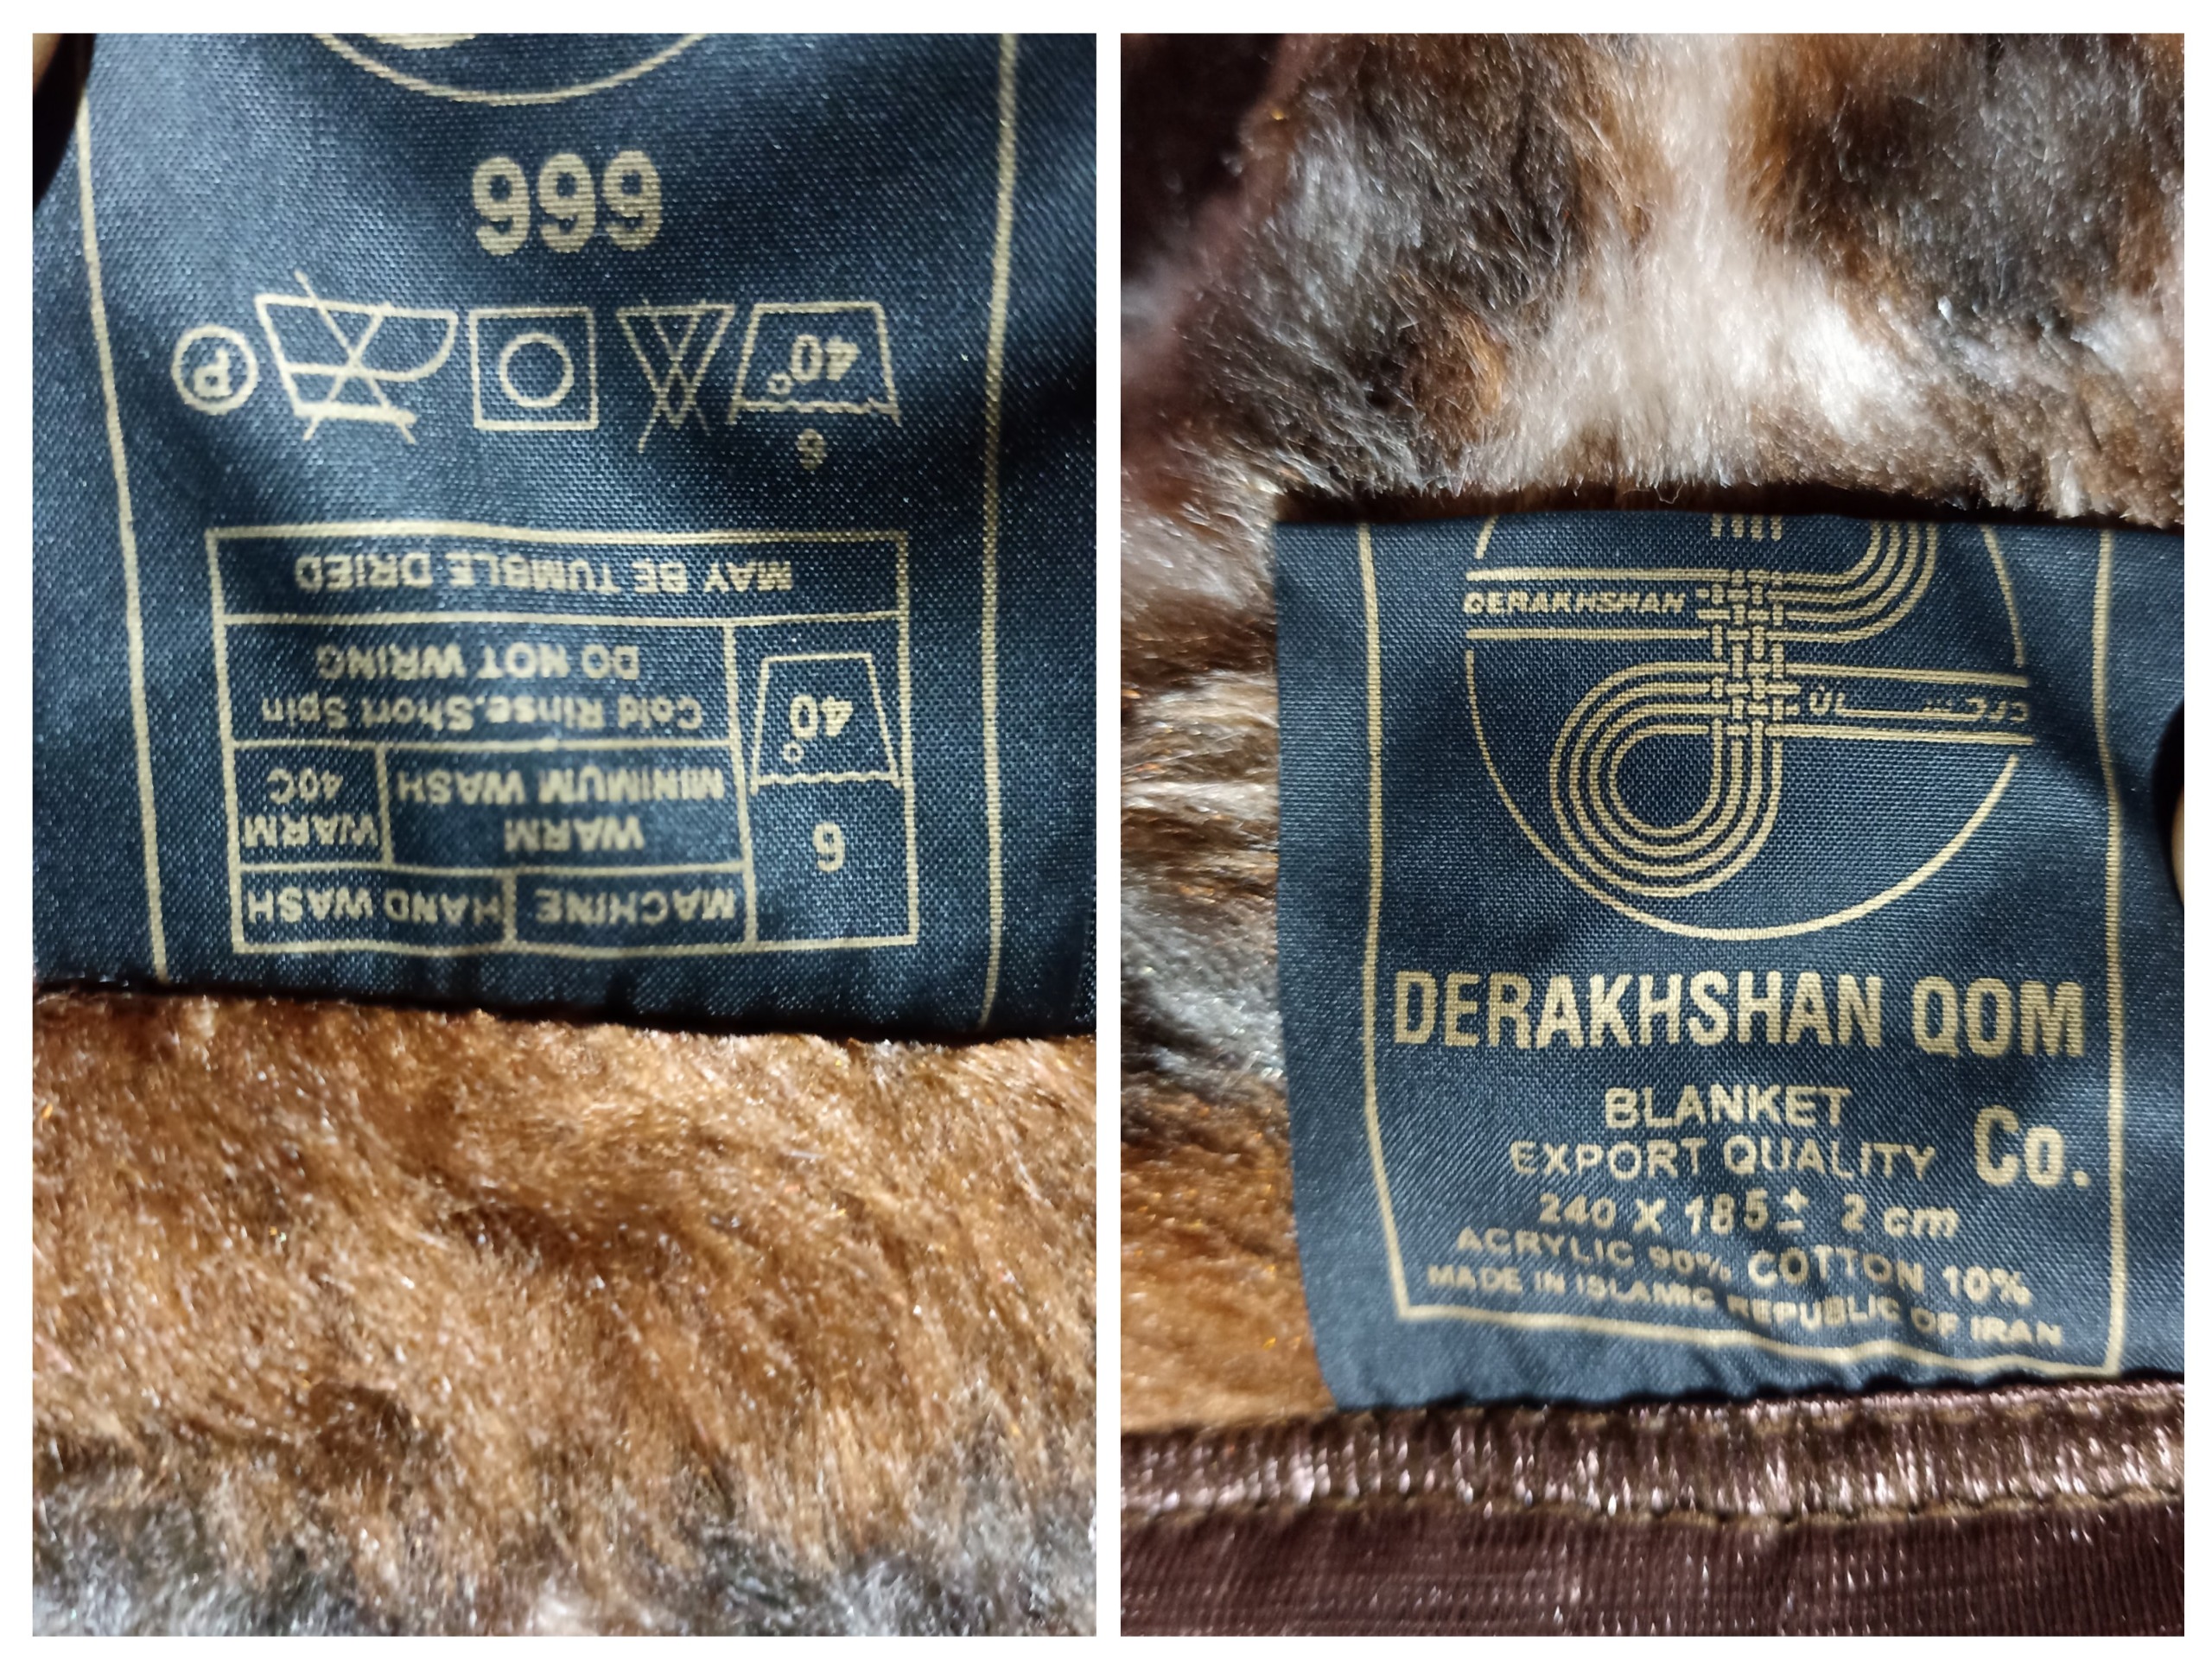 MACHINE HAND WASH
6 WARM MINIMUM WASH WARM 40C
40°
Cold Rinse.Short Spin
DO NOT WRING
MAY BE TUMBLE DRIED
6
40° P
666
DERAKHSHAN
DERAKHSHAN QOM
BLANKET
EXPORT QUALITY Co.
240 X 185 ± 2 cm
ACRYLIC 90% COTTON 10%
MADE IN ISLAMIC REPUBLIC OF IRAN